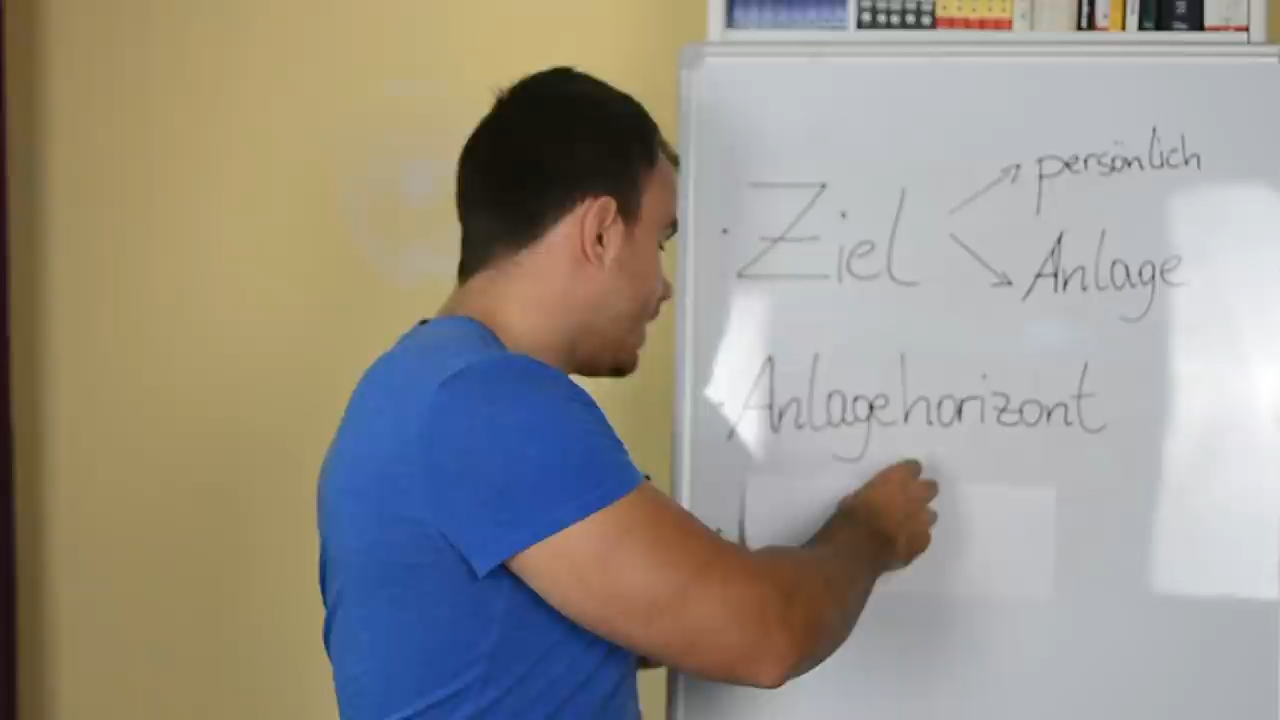 · Ziel
persönlich
Anlage
· Anlagehorizont